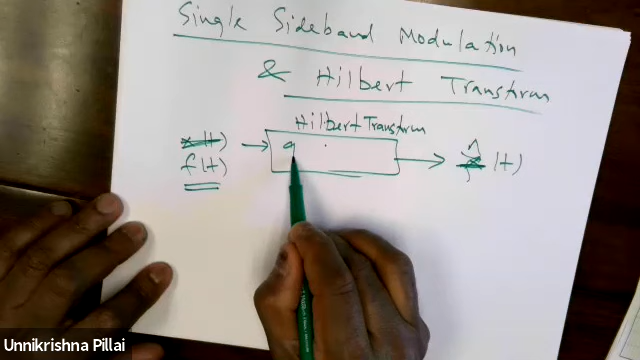 Single Sideband Modulation
& Hilbert Transform
Hilbert Transform
x(t)
f(t)
(t)
Unnikrishna Pillai